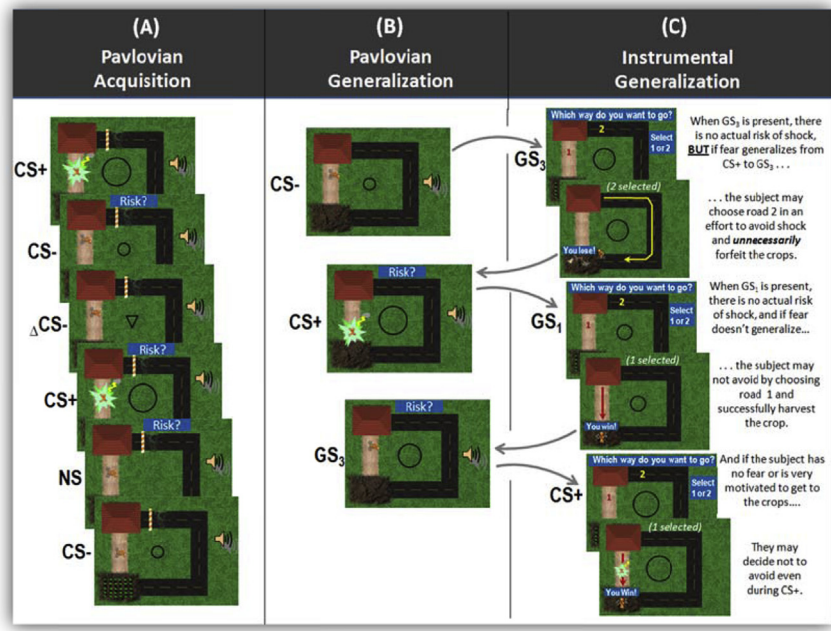 (A)
Pavlovian
Acquisition
(B)
Pavlovian
Generalization
(C)
Instrumental
Generalization
CS+
Risk?
CS-
△CS-
Risk?
CS+
NS
CS-
CS-
Risk?
CS+
Risk?
GS3
Which way do you want to go?
2
1
Select
1 or 2
GS3
(2 selected)
You lose!
When GS3 is present, there
is no actual risk of shock,
BUT if fear generalizes from
CS+ to GS3 ...
. . . the subject may
choose road 2 in an
effort to avoid shock
and unnecessarily
forfeit the crops.
Which way do you want to go?
2
1
Select
1 or 2
GS1
(1 selected)
You win!
When GS1 is present,
there is no actual risk
of shock, and if fear
doesn't generalize...
. . . the subject may
not avoid by choosing
road 1 and
successfully harvest
the crop.
Which way do you want to go?
2
1
Select
1 or 2
CS+
(1 selected)
You Win!
And if the subject has
no fear or is very
motivated to get to
the crops....
They may
decide not to
avoid even
during CS+.